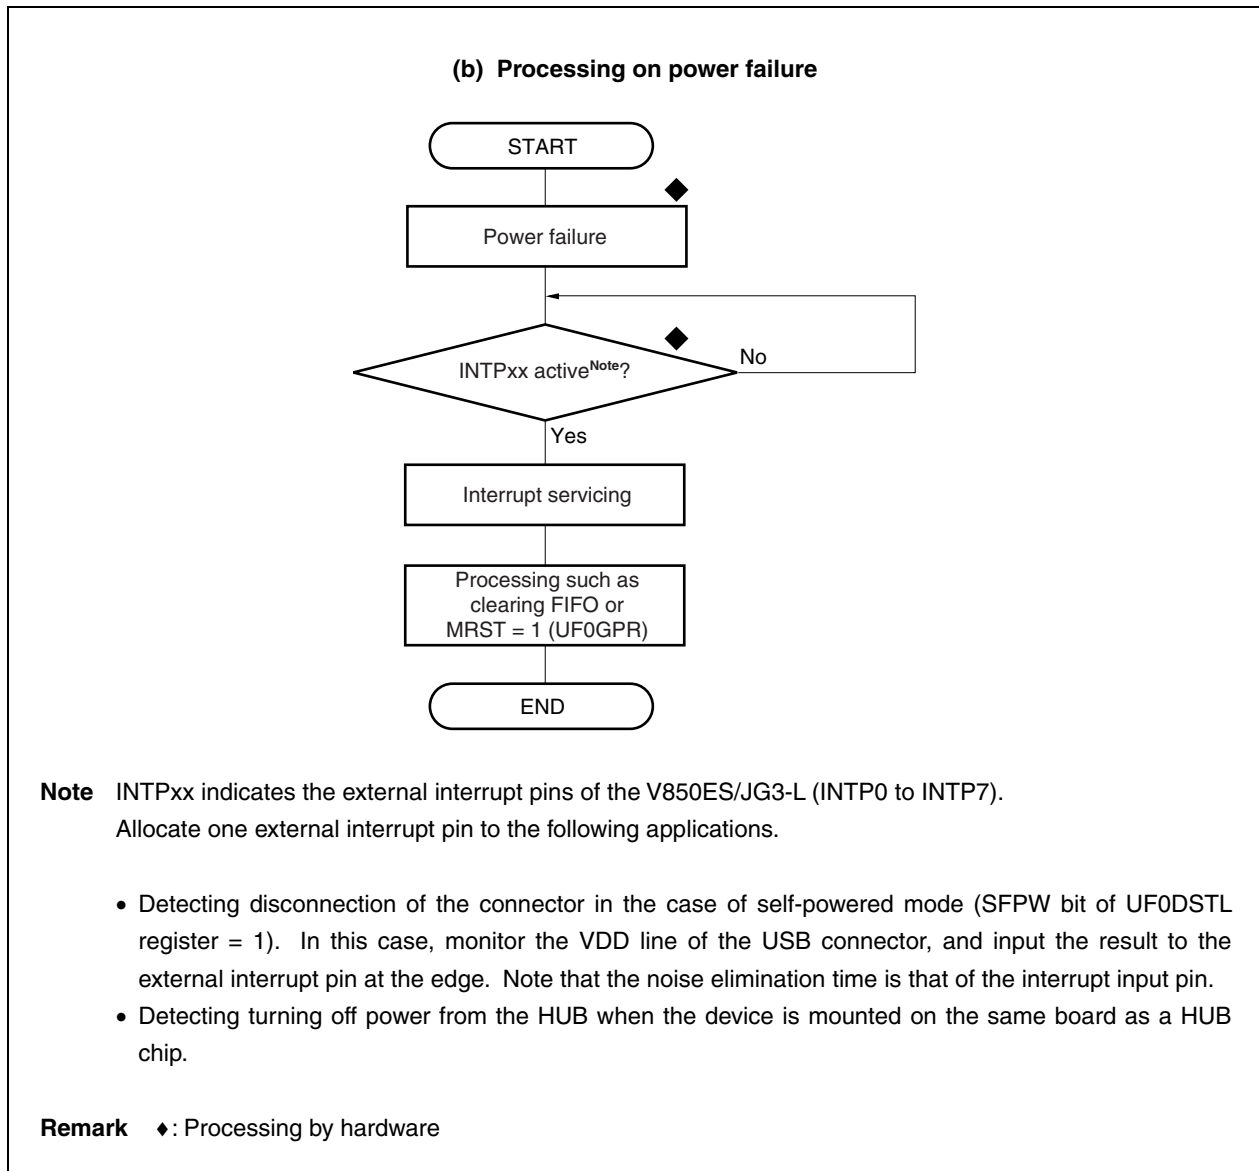 (b) Processing on power failure
START
Power failure
INTPxx active^Note?
No
Yes
Interrupt servicing
Processing such as
clearing FIFO or
MRST = 1 (UF0GPR)
END
Note INTPxx indicates the external interrupt pins of the V850ES/JG3-L (INTP0 to INTP7).
Allocate one external interrupt pin to the following applications.
• Detecting disconnection of the connector in the case of self-powered mode (SFPW bit of UF0DSTL
register = 1). In this case, monitor the VDD line of the USB connector, and input the result to the
external interrupt pin at the edge. Note that the noise elimination time is that of the interrupt input pin.
• Detecting turning off power from the HUB when the device is mounted on the same board as a HUB
chip.
Remark ♦: Processing by hardware